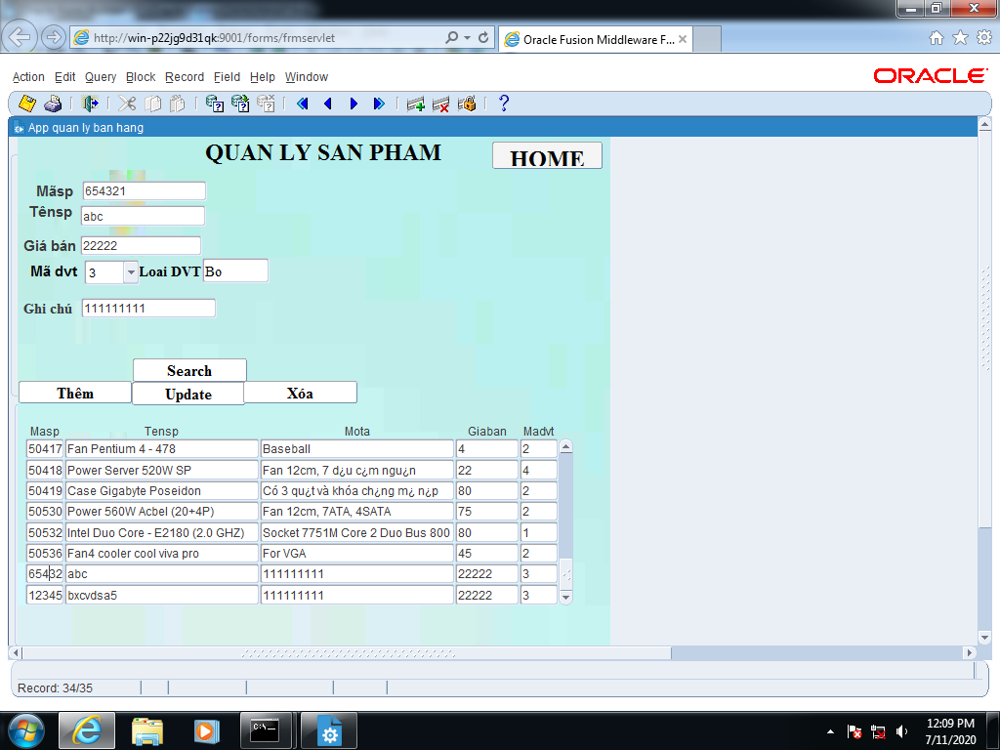 http://win-p22jg9d31qk:9001/forms/frmservlet
Oracle Fusion Middleware F...
Action Edit Query Block Record Field Help Window
ORACLE
App quan ly ban hang
QUAN LY SAN PHAM
HOME
Mãsp 654321
Tênsp abc
Giá bán 22222
Mã dvt 3 Loai DVT Bo
Ghi chú 111111111
Search
Thêm Update Xóa
Masp Tensp Mota Giaban Madvt
50417 Fan Pentium 4 - 478 Baseball 4 2
50418 Power Server 520W SP Fan 12cm, 7 d¿u c¿m ngu¿n 22 4
50419 Case Gigabyte Poseidon Có 3 qu¿t và khóa ch¿ng m¿ n¿p 80 2
50530 Power 560W Acbel (20+4P) Fan 12cm, 7ATA, 4SATA 75 2
50532 Intel Duo Core - E2180 (2.0 GHZ) Socket 7751M Core 2 Duo Bus 800 80 1
50536 Fan4 cooler cool viva pro For VGA 45 2
65432 abc 111111111 22222 3
12345 bxcvdsa5 111111111 22222 3
Record: 34/35
12:09 PM
7/11/2020